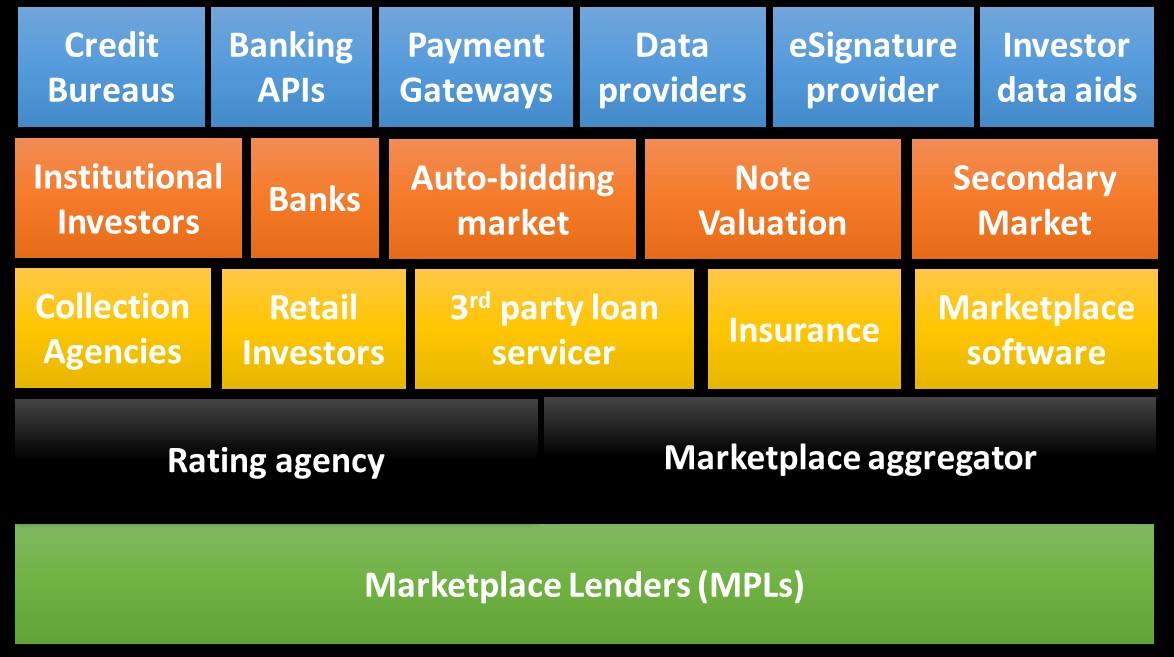 Credit
Bureaus
Banking
APIs
Payment
Gateways
Data
providers
eSignature
provider
Investor
data aids
Institutional
Investors
Banks
Auto-bidding
market
Note
Valuation
Secondary
Market
Collection
Agencies
Retail
Investors
3rd party loan
servicer
Insurance
Marketplace
software
Rating agency
Marketplace aggregator
Marketplace Lenders (MPLs)